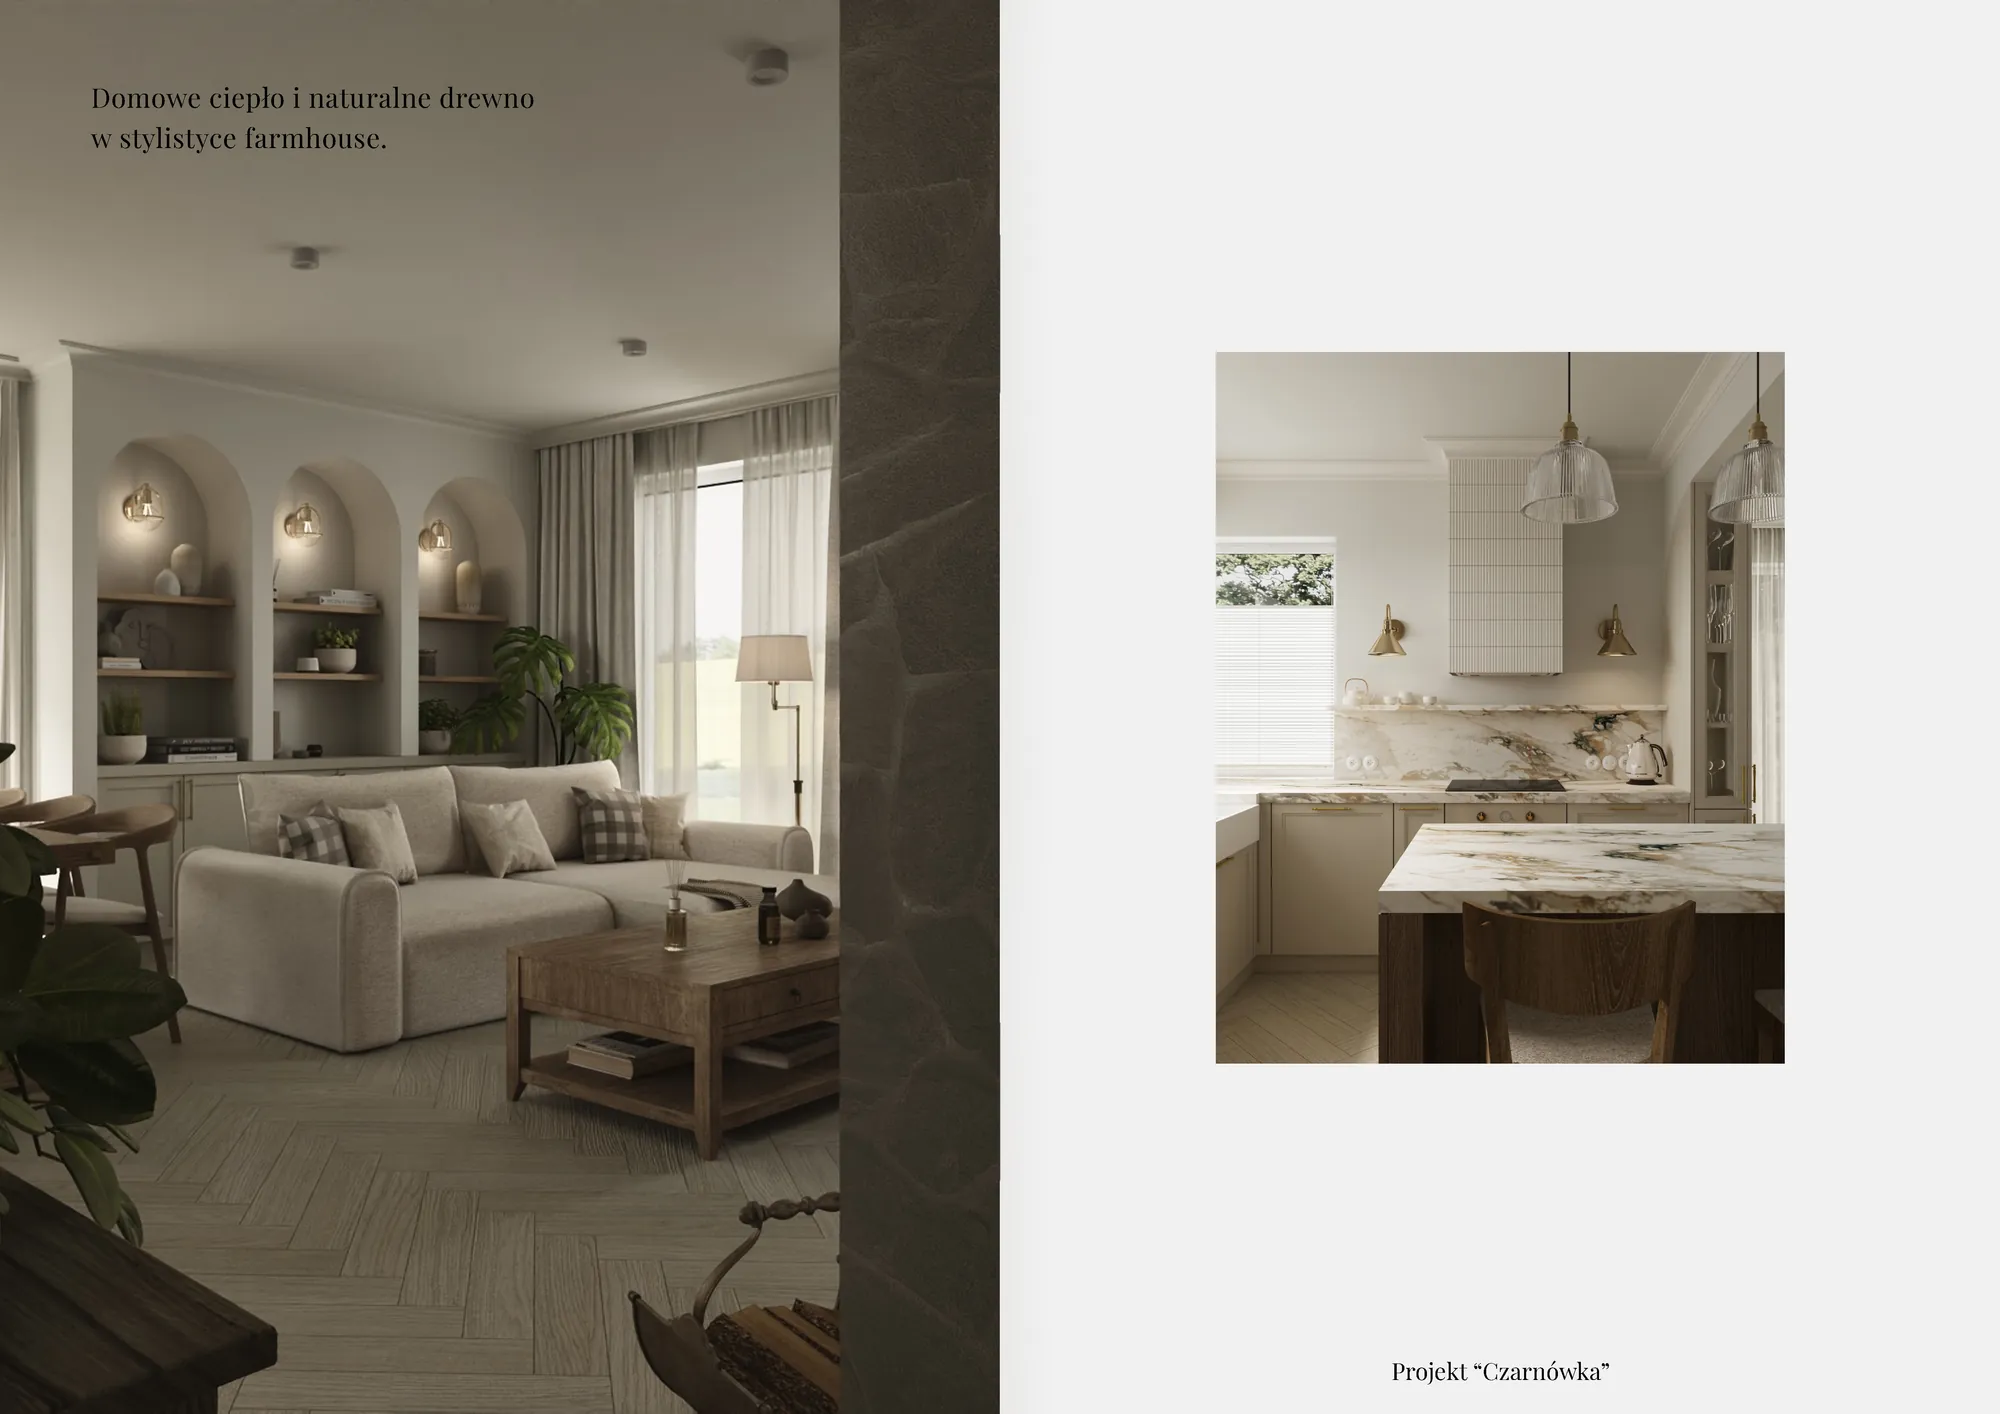 Domowe ciepło i naturalne drewno
w stylistyce farmhouse.
Projekt “Czarnówka”